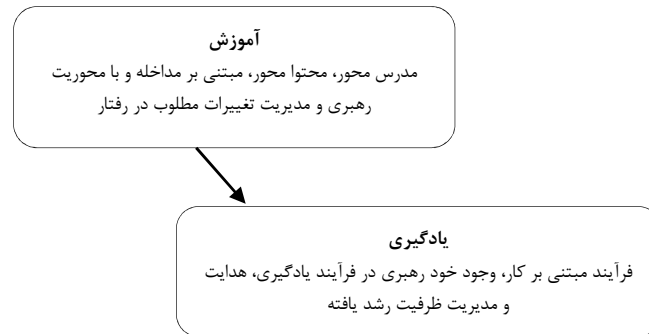 آموزش
مدرس محور، محتوا محور، مبتنی بر مداخله و با محوریت
رهبری و مدیریت تغییرات مطلوب در رفتار
یادگیری
فرآیند مبتنی بر کار، وجود خود رهبری در فرآیند یادگیری، هدایت
و مدیریت ظرفیت رشد یافته